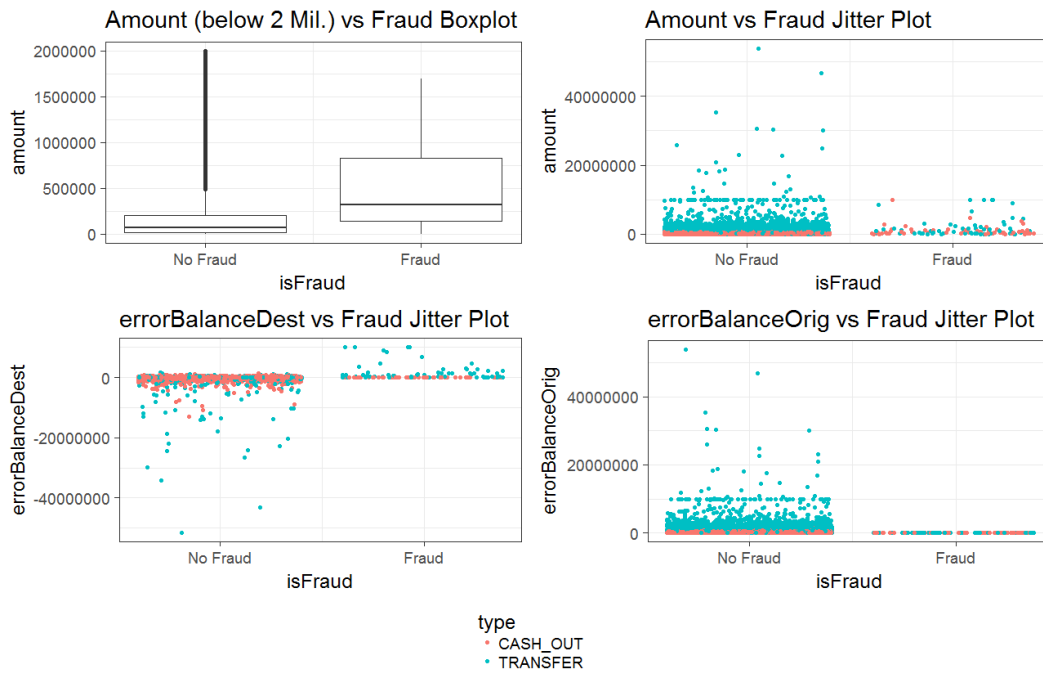 Amount (below 2 Mil.) vs Fraud Boxplot
amount
2000000
1500000
1000000
500000
0
No Fraud
Fraud
isFraud
Amount vs Fraud Jitter Plot
amount
40000000
20000000
0
No Fraud
Fraud
isFraud
errorBalanceDest vs Fraud Jitter Plot
errorBalanceDest
0
-20000000
-40000000
No Fraud
Fraud
isFraud
errorBalanceOrig vs Fraud Jitter Plot
errorBalanceOrig
40000000
20000000
0
No Fraud
Fraud
isFraud
type
CASH_OUT
TRANSFER